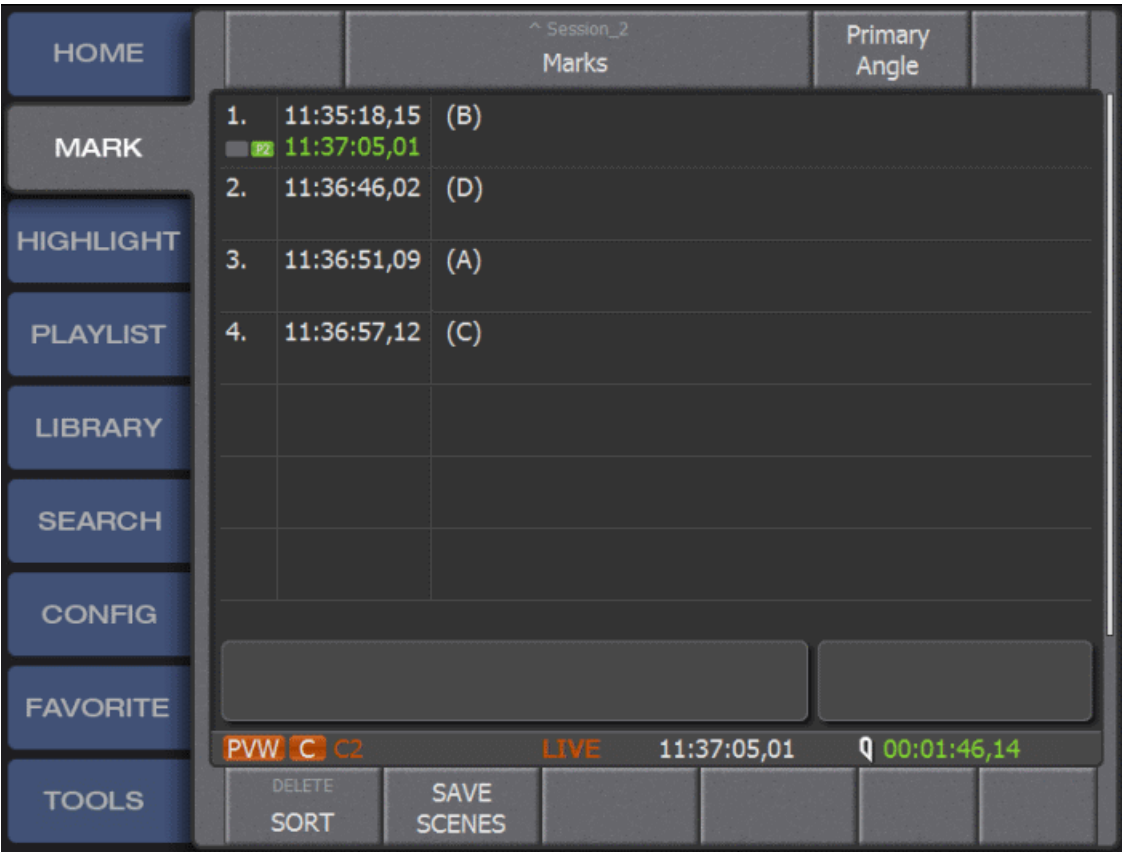 HOME
MARK
HIGHLIGHT
PLAYLIST
LIBRARY
SEARCH
CONFIG
FAVORITE
TOOLS
^ Session_2
Marks
Primary
Angle
1. 11:35:18,15 (B)
P2 11:37:05,01
2. 11:36:46,02 (D)
3. 11:36:51,09 (A)
4. 11:36:57,12 (C)
PVW C C2 LIVE 11:37:05,01 00:01:46,14
DELETE
SORT
SAVE
SCENES